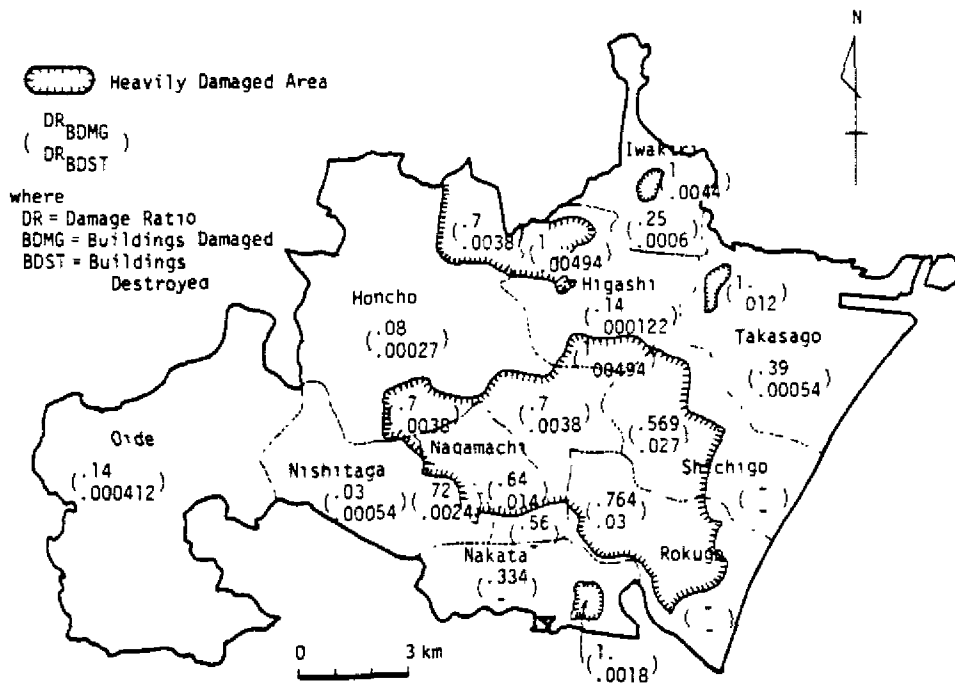 N
Heavily Damaged Area
( DR BDMG
DR BDST )
where
DR = Damage Ratio
BDMG = Buildings Damaged
BDST = Buildings
Destroyed
Iwakiri
1
.0044)
(.7
.0038)
(1
.00494)
(.25
.0006)
Higashi
(.14
.000122)
(1.
012)
Honcho
(.08
.00027)
Takasago
(.39
.00054)
(1
00494)
(.7
.0038)
(.7
.0038)
(.569
.027)
Oide
(.14
.000412)
Nagamachi
Nishitaga
(.03
.00054)
(.72
.0024)
(.64
.014)
Shichigo
(-
-)
(.764
.03)
(.56
-)
Nakata
(.334
-)
Rokugo
(-
-)
0 3 km
(1.
.0018)